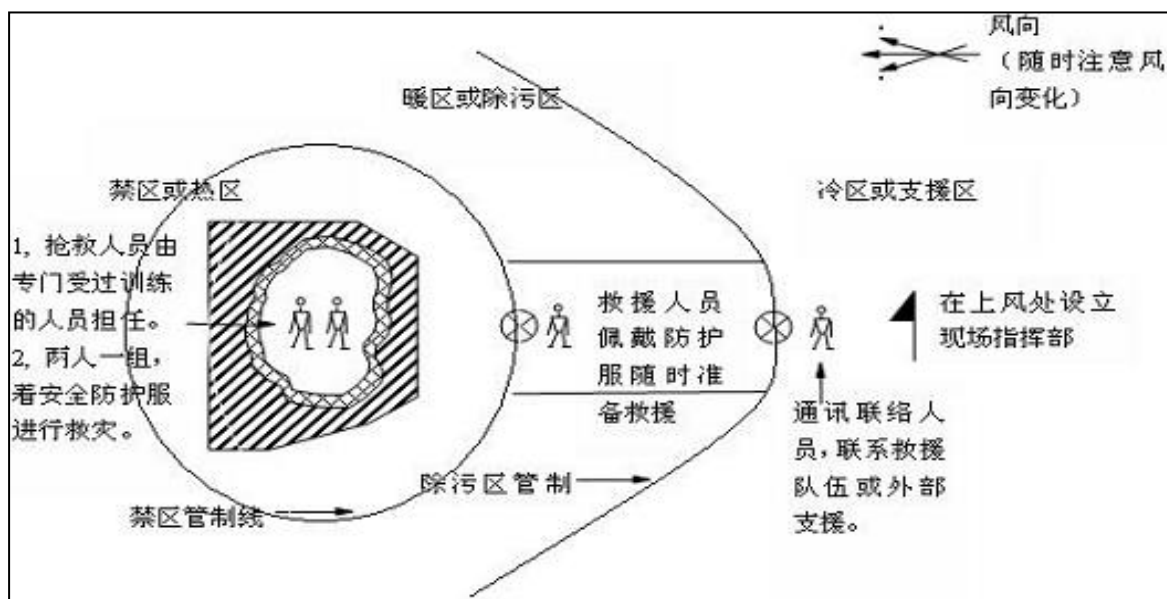 风向
（随时注意风
向变化）
暖区或除污区
禁区或热区
冷区或支援区
1, 抢救人员由
专门受过训练
的人员担任。
2, 两人一组，
着安全防护服
进行救灾。
救援人员
佩戴防护
服随时准
备救援
在上风处设立
现场指挥部
通讯联络人
员，联系救援
队伍或外部
支援。
除污区管制
禁区管制线